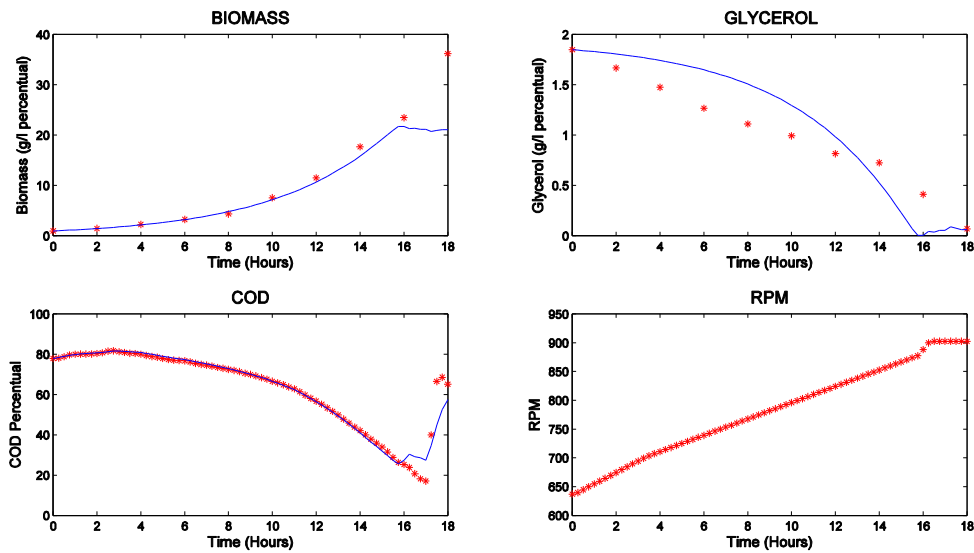 BIOMASS
Biomass (g/l percentual)
40
30
20
10
0
0 2 4 6 8 10 12 14 16 18
Time (Hours)
GLYCEROL
Glycerol (g/l percentual)
2
1.5
1
0.5
0
0 2 4 6 8 10 12 14 16 18
Time (Hours)
COD
COD Percentual
100
80
60
40
20
0
0 2 4 6 8 10 12 14 16 18
Time (Hours)
RPM
RPM
950
900
850
800
750
700
650
600
0 2 4 6 8 10 12 14 16 18
Time (Hours)